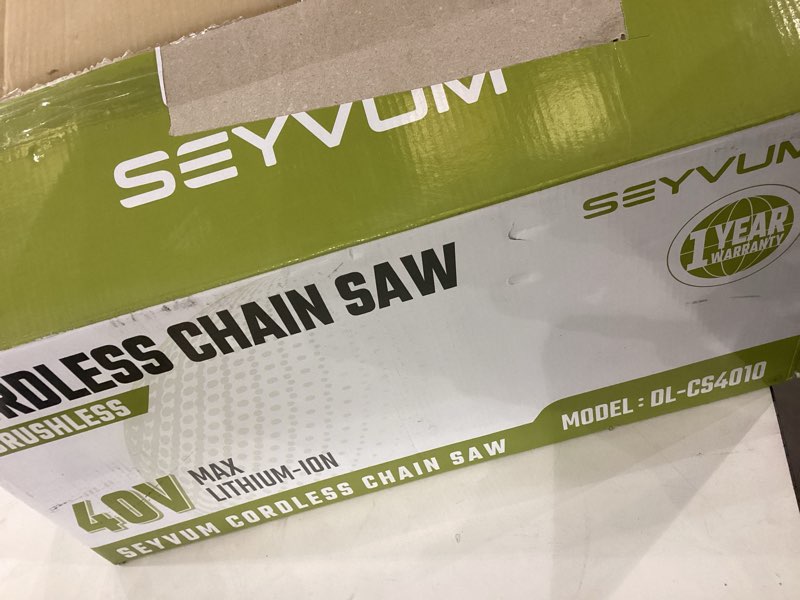 SEYVUM
SEYVUM
1 YEAR
WARRANTY
RDLESS CHAIN SAW
BRUSHLESS
40V MAX
LITHIUM-ION
MODEL : DL-CS4010
SEYVUM CORDLESS CHAIN SAW